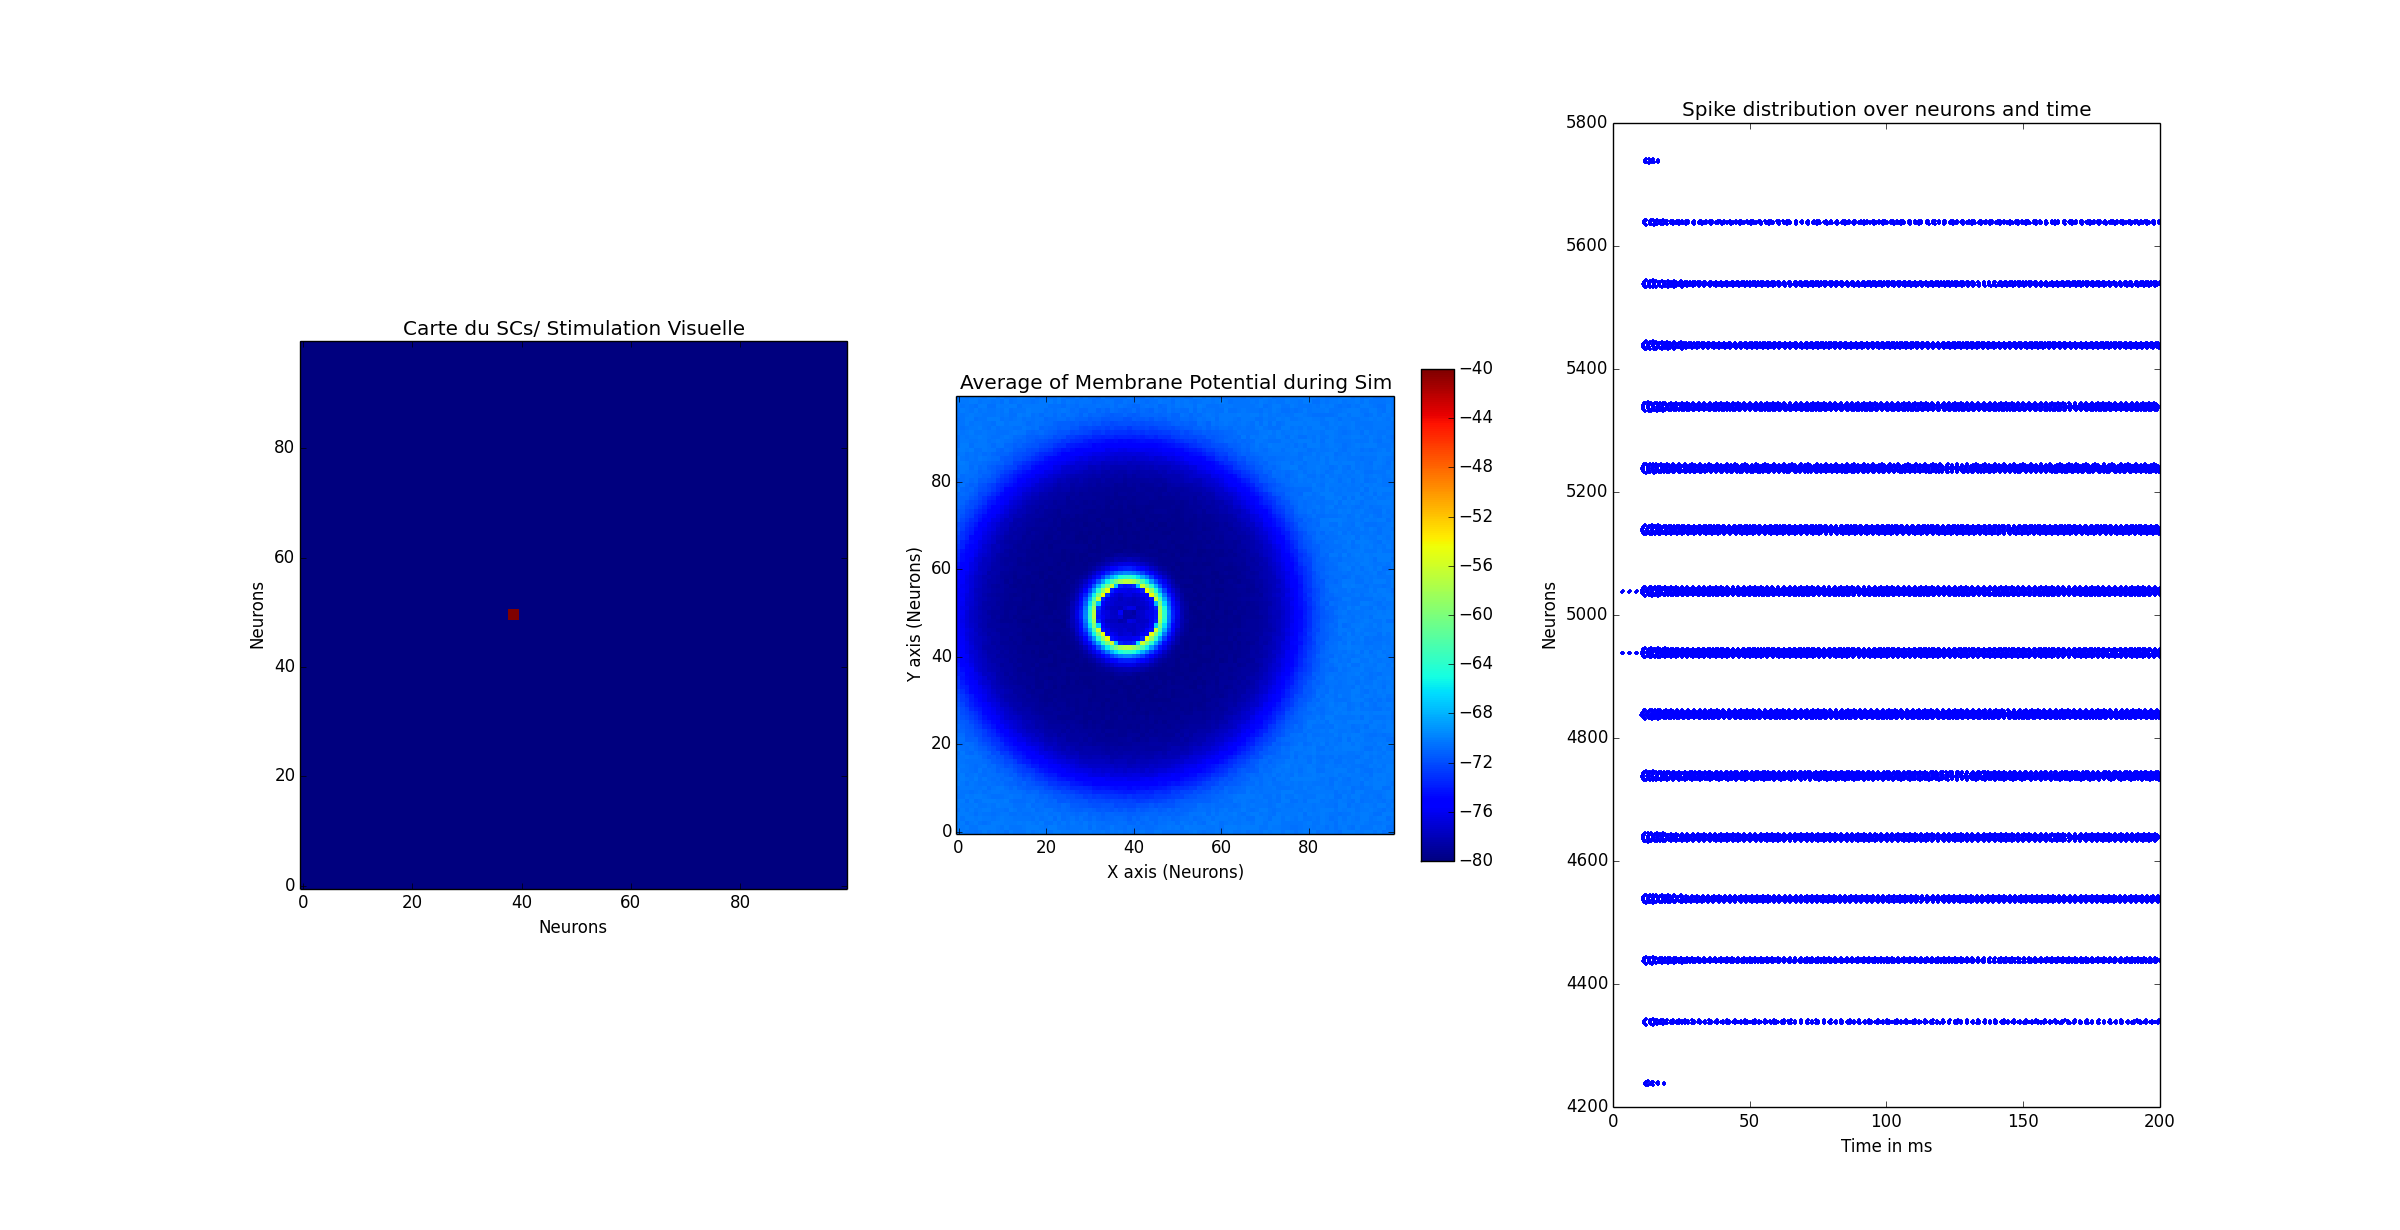 Carte du SCs/ Stimulation Visuelle
80
60
40
20
0
Neurons
0 20 40 60 80
Neurons
Average of Membrane Potential during Sim
80
60
40
20
0
Y axis (Neurons)
0 20 40 60 80
X axis (Neurons)
−40
−44
−48
−52
−56
−60
−64
−68
−72
−76
−80
Spike distribution over neurons and time
5800
5600
5400
5200
5000
4800
4600
4400
4200
Neurons
0 50 100 150 200
Time in ms